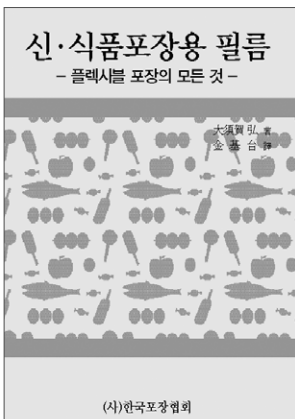 신·식품포장용 필름
– 플렉시블 포장의 모든 것 –
大須賀 弘 著
金 基 台 譯
(사)한국포장협회